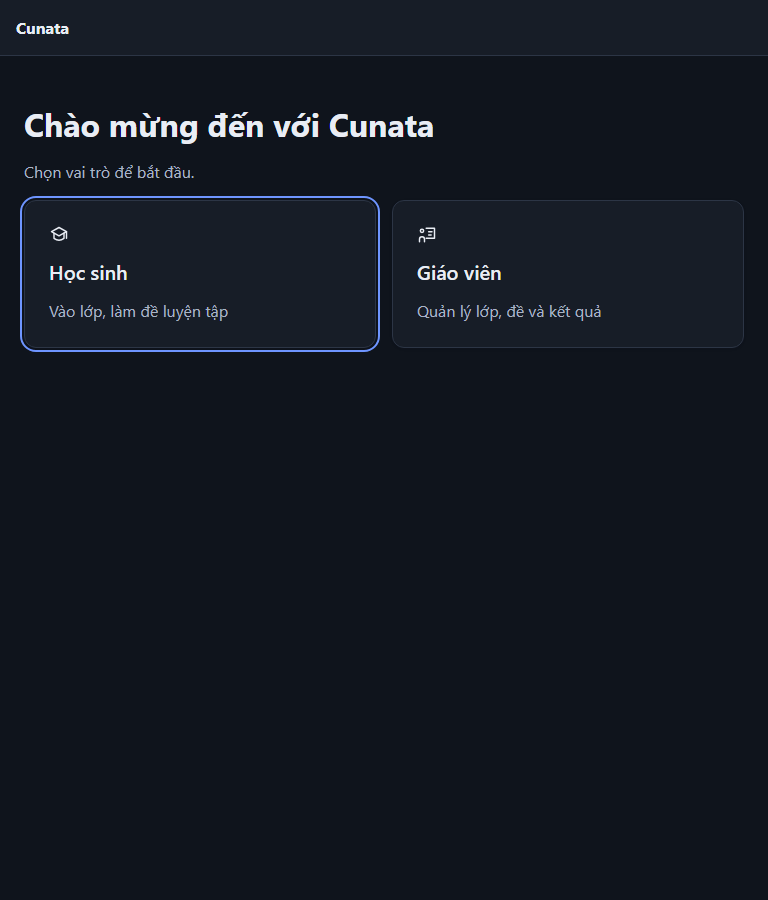 Cunata
Chào mừng đến với Cunata
Chọn vai trò để bắt đầu.
Học sinh
Vào lớp, làm đề luyện tập
Giáo viên
Quản lý lớp, đề và kết quả